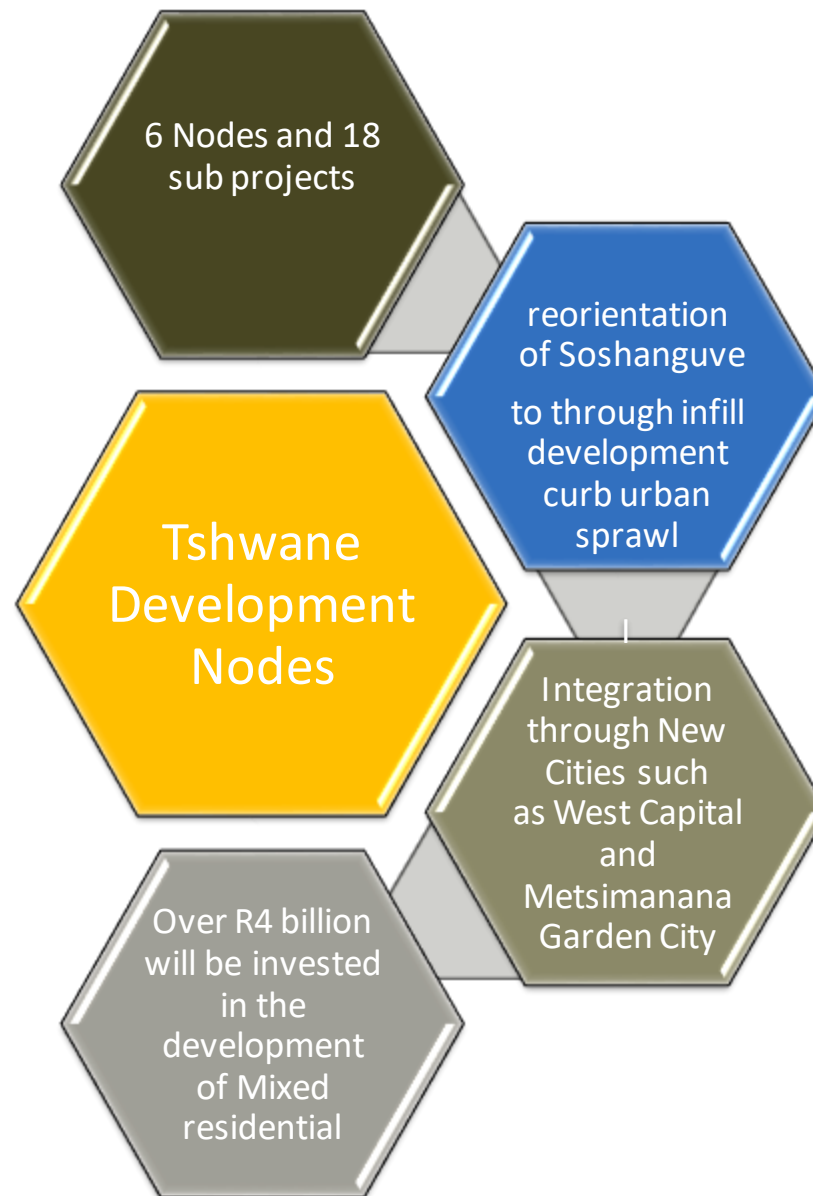 6 Nodes and 18
sub projects
reorientation
of Soshanguve
to through infill
development
curb urban
sprawl
Tshwane
Development
Nodes
Integration
through New
Cities such
as West Capital
and
Metsimanana
Garden City
Over R4 billion
will be invested
in the
development
of Mixed
residential